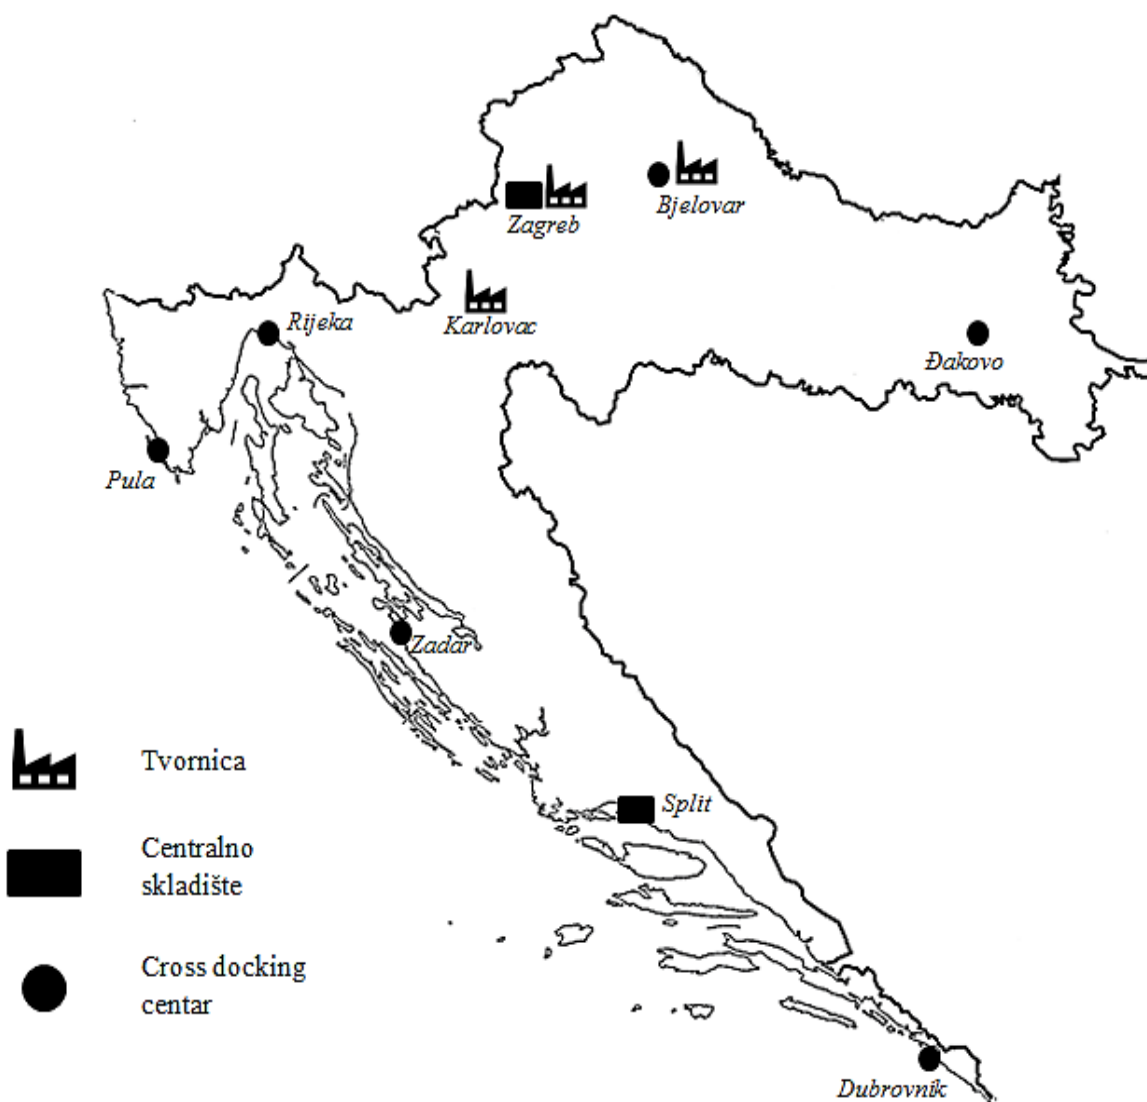 Bjelovar
Zagreb
Rijeka
Karlovac
Đakovo
Pula
Zadar
Tvornica
Split
Centralno
skladište
Cross docking
centar
Dubrovnik